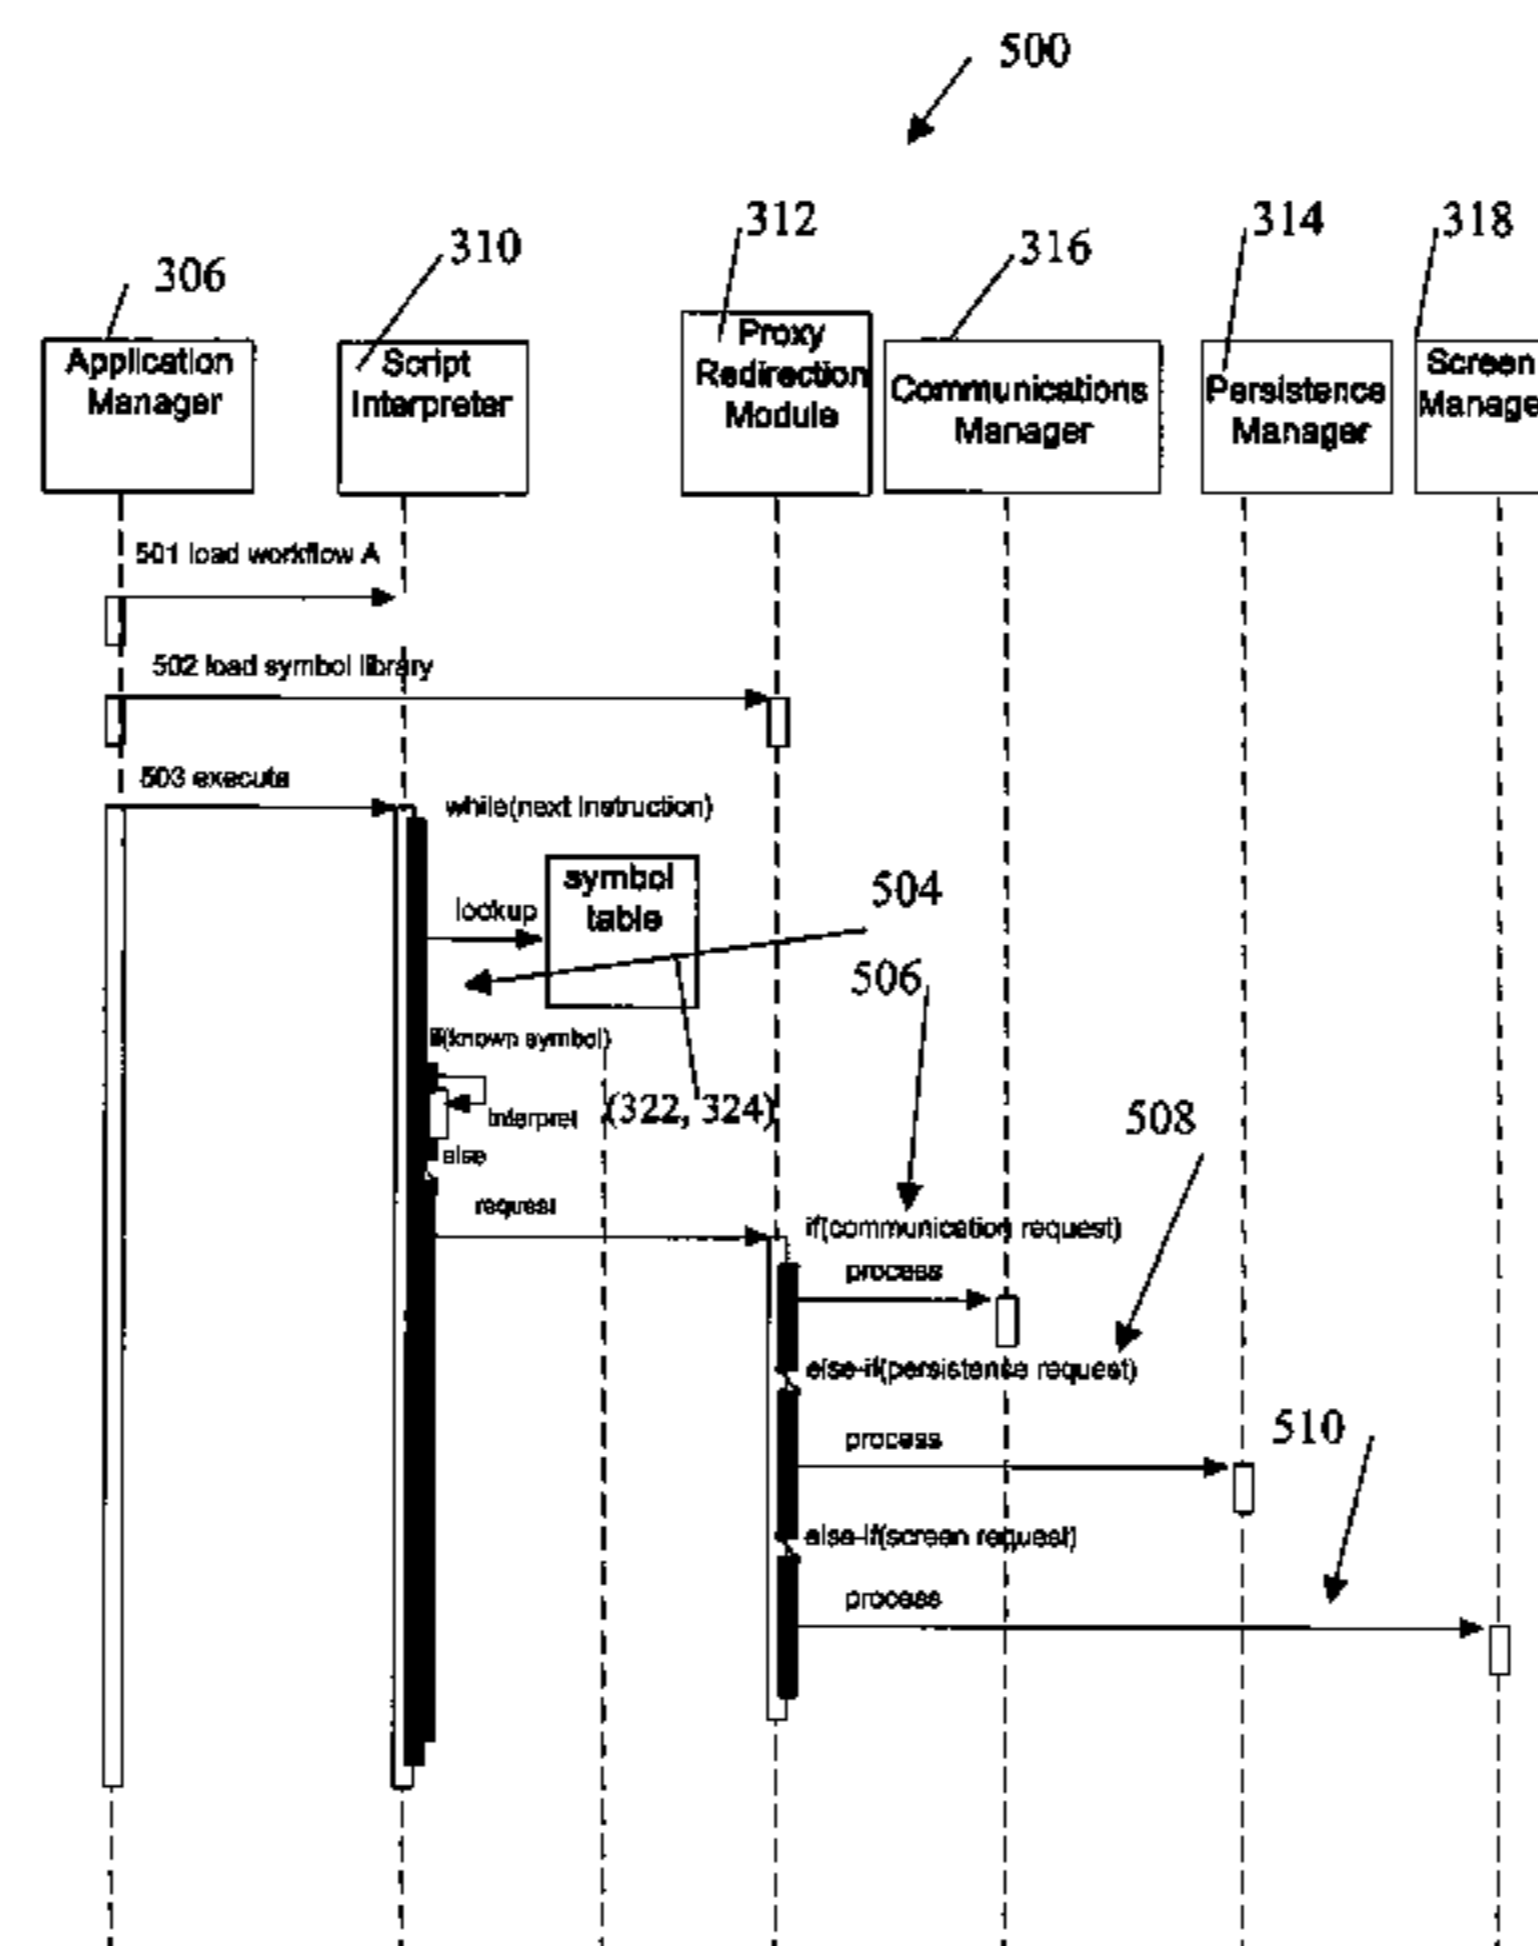 500
312
314
318
310
316
306
Application
Manager
Script
Interpreter
Proxy
Redirection
Module
Communications
Manager
Persistence
Manager
Screen
Manage
501 load workflow A
502 load symbol library
503 execute
while(next instruction)
symbol
table
lookup
504
506
if(known symbol)
interpret
(322, 324)
else
508
request
if(communication request)
process
else-if(persistence request)
process
510
else-if(screen request)
process